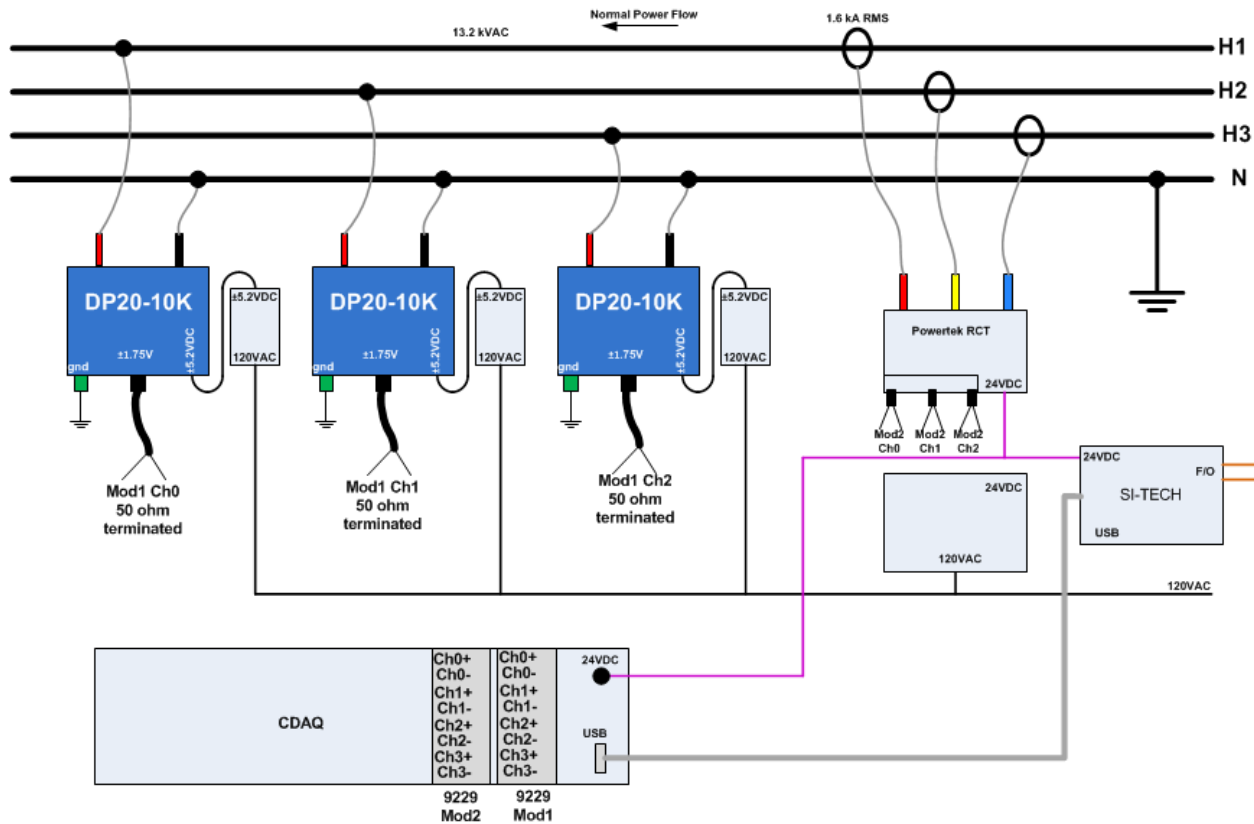 Normal Power Flow
1.6 kA RMS
13.2 kVAC
H1
H2
H3
N
DP20-10K
±1.75V
gnd
±5.2VDC
±5.2VDC
120VAC
DP20-10K
±1.75V
gnd
±5.2VDC
±5.2VDC
120VAC
DP20-10K
±1.75V
gnd
±5.2VDC
±5.2VDC
120VAC
Powertek RCT
24VDC
Mod2
Ch0
Mod2
Ch1
Mod2
Ch2
Mod1 Ch0
50 ohm
terminated
Mod1 Ch1
50 ohm
terminated
Mod1 Ch2
50 ohm
terminated
24VDC
120VAC
24VDC
F/O
SI-TECH
USB
120VAC
CDAQ
Ch0+
Ch0-
Ch1+
Ch1-
Ch2+
Ch2-
Ch3+
Ch3-
9229
Mod2
Ch0+
Ch0-
Ch1+
Ch1-
Ch2+
Ch2-
Ch3+
Ch3-
9229
Mod1
24VDC
USB